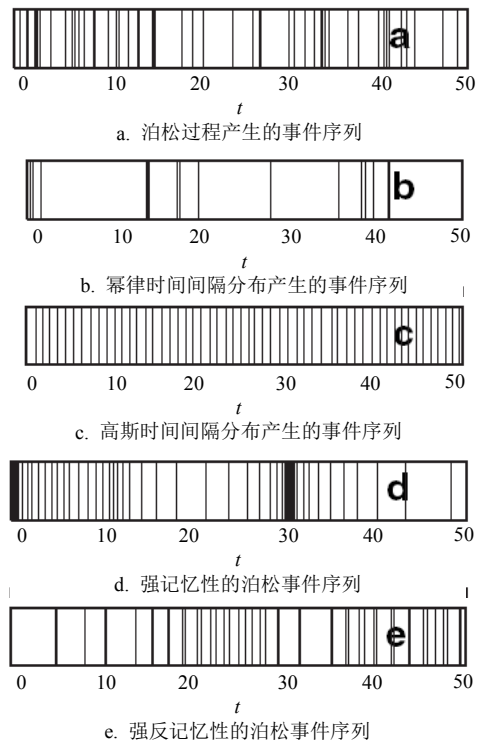 a
0 10 20 30 40 50
t
a. 泊松过程产生的事件序列
b
0 10 20 30 40 50
t
b. 幂律时间间隔分布产生的事件序列
c
0 10 20 30 40 50
t
c. 高斯时间间隔分布产生的事件序列
d
0 10 20 30 40 50
t
d. 强记忆性的泊松事件序列
e
0 10 20 30 40 50
t
e. 强反记忆性的泊松事件序列